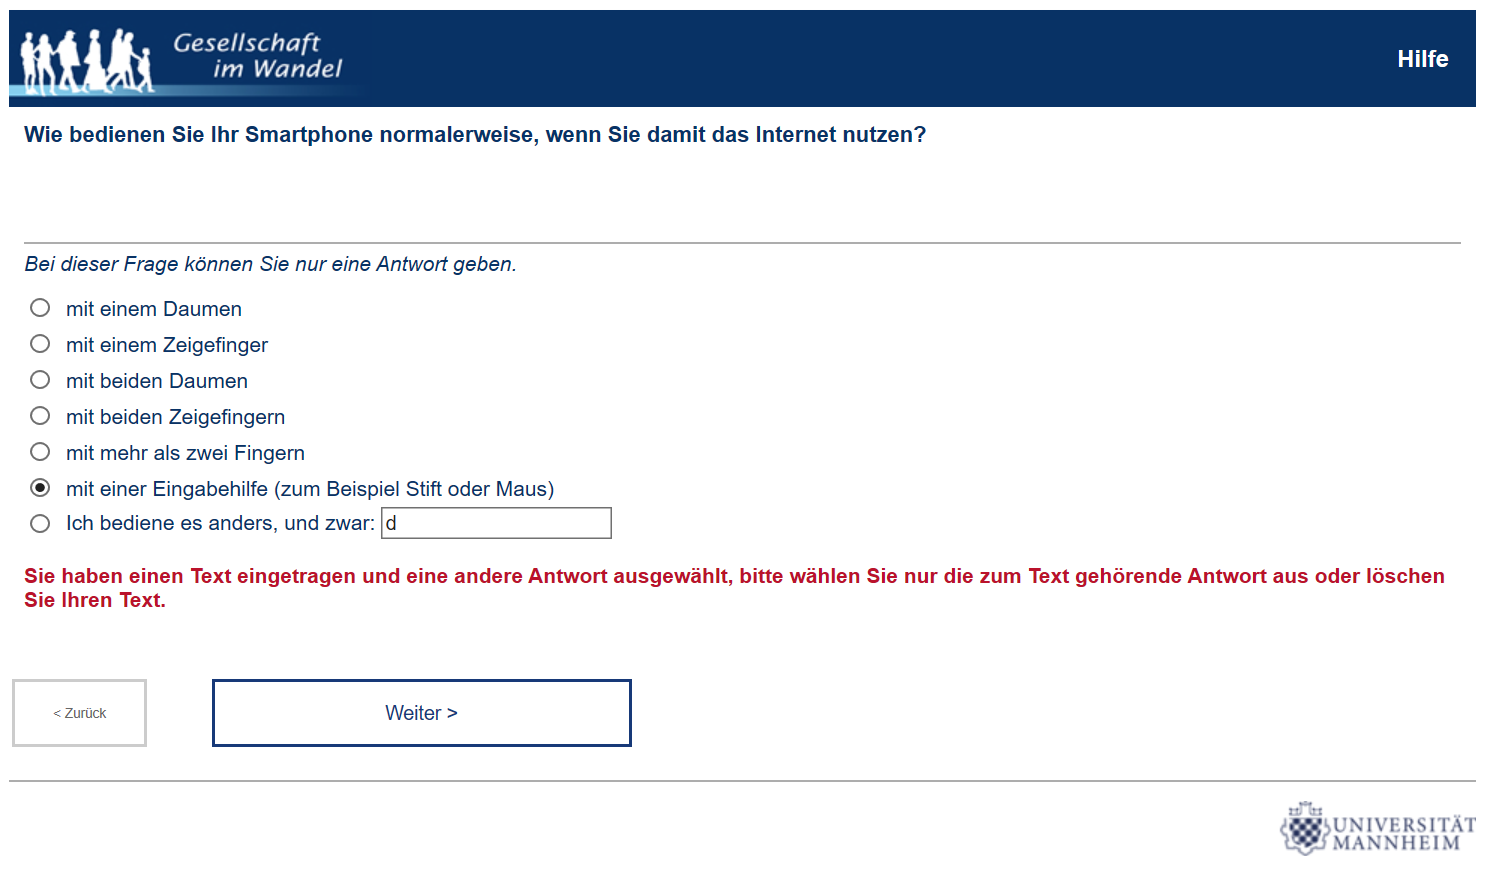 Gesellschaft
im Wandel
Hilfe
Wie bedienen Sie Ihr Smartphone normalerweise, wenn Sie damit das Internet nutzen?
Bei dieser Frage können Sie nur eine Antwort geben.
mit einem Daumen
mit einem Zeigefinger
mit beiden Daumen
mit beiden Zeigefingern
mit mehr als zwei Fingern
mit einer Eingabehilfe (zum Beispiel Stift oder Maus)
Ich bediene es anders, und zwar: d
Sie haben einen Text eingetragen und eine andere Antwort ausgewählt, bitte wählen Sie nur die zum Text gehörende Antwort aus oder löschen
Sie Ihren Text.
< Zurück
Weiter >
UNIVERSITÄT
MANNHEIM